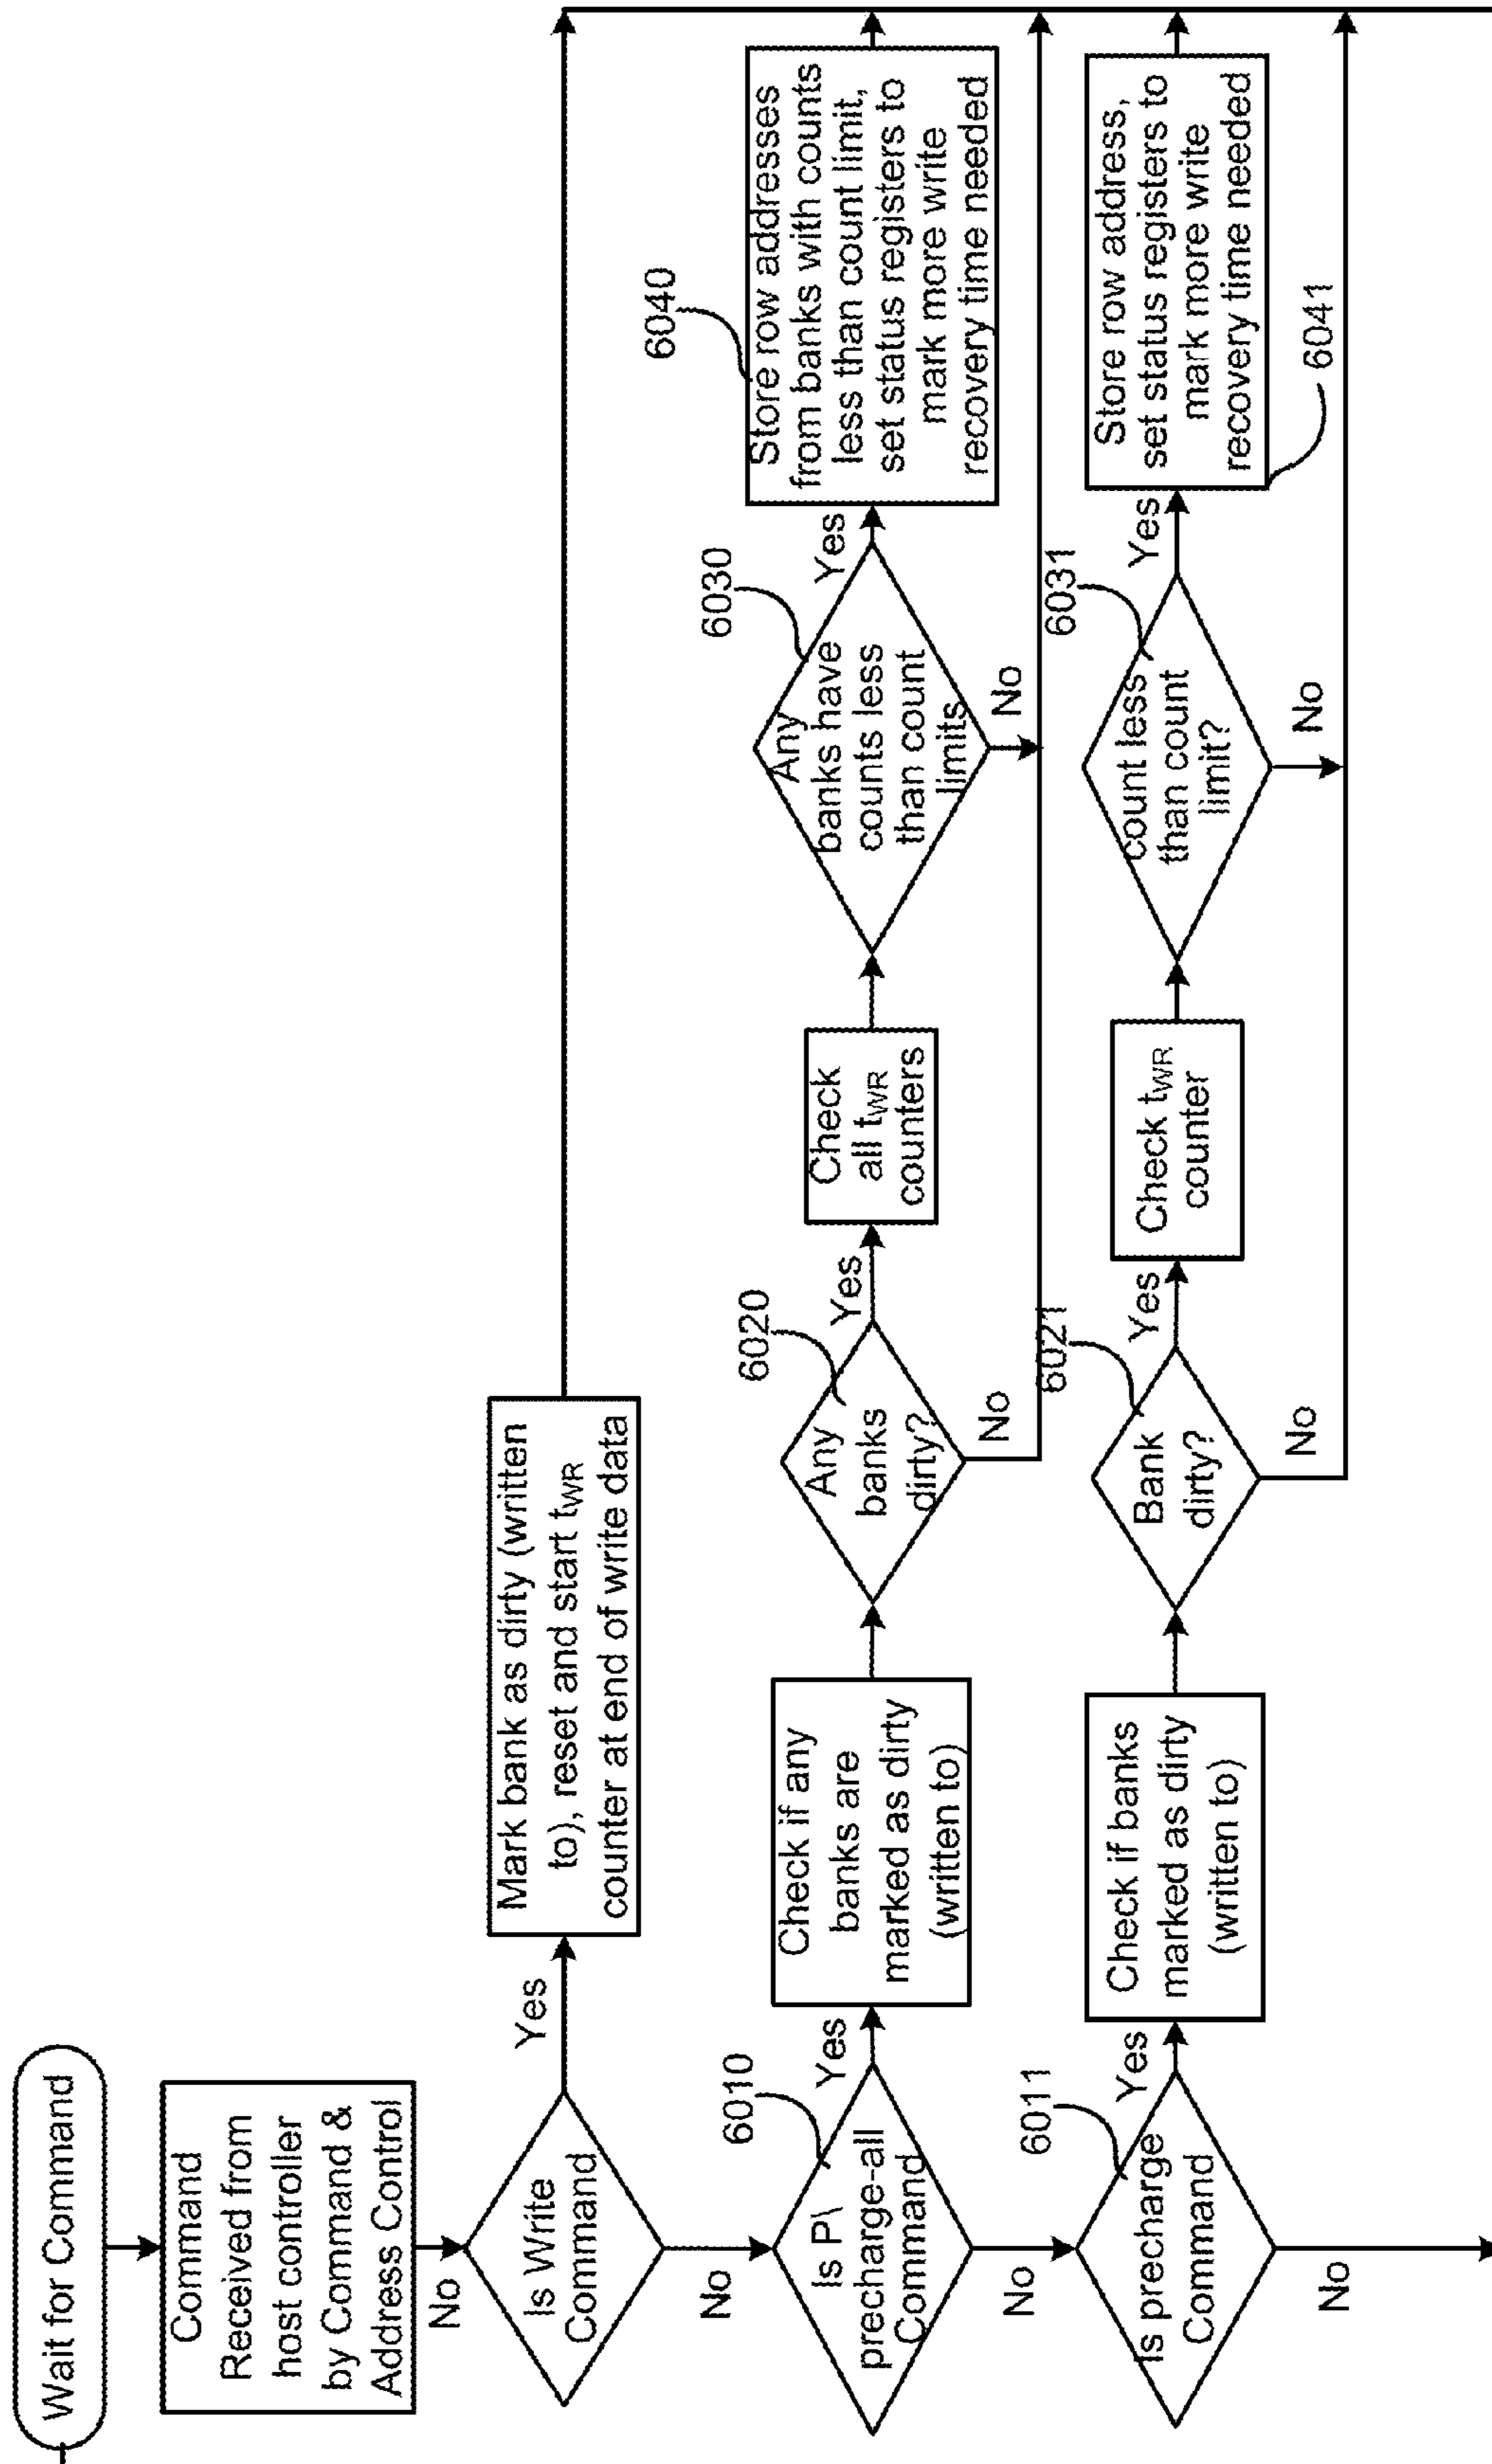 Wait for Command
Command
Received from
host controller
by Command &
Address Control
No
Is Write
Command
Yes
Mark bank as dirty (written
to), reset and start tWR
counter at end of write data
No
6010
Is P\
precharge-all
Command
Yes
Check if any
banks are
marked as dirty
(written to)
6020
Any
banks
dirty?
Yes
No
Check
all tWR
counters
6030
Any
banks have
counts less
than count
limits
Yes
No
6040
Store row addresses
from banks with counts
less than count limit,
set status registers to
mark more write
recovery time needed
No
6011
Is precharge
Command
Yes
Check if banks
marked as dirty
(written to)
6021
Bank
dirty?
Yes
No
Check tWR
counter
6031
count less
than count
limit?
Yes
No
Store row address,
set status registers to
mark more write
recovery time needed
6041
No